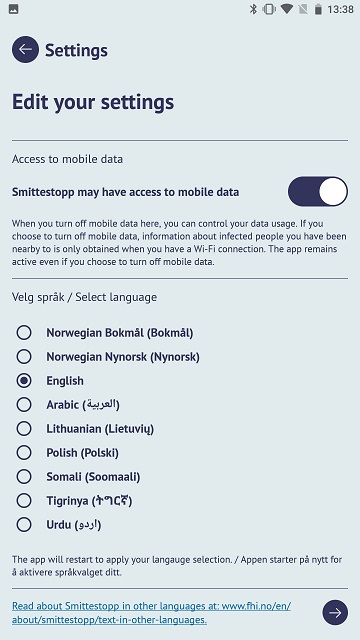 13:38
Settings
Edit your settings
Access to mobile data
Smittestopp may have access to mobile data
When you turn off mobile data here, you can control your data usage. If you
choose to turn off mobile data, information about infected people you have been
nearby to is only obtained when you have a Wi-Fi connection. The app remains
active even if you choose to turn off mobile data.
Velg språk / Select language
Norwegian Bokmål (Bokmål)
Norwegian Nynorsk (Nynorsk)
English
Arabic (العربية)
Lithuanian (Lietuvių)
Polish (Polski)
Somali (Soomaali)
Tigrinya (ትግርኛ)
Urdu (اردو)
The app will restart to apply your langauge selection. / Appen starter på nytt for
å aktivere språkvalget ditt.
Read about Smittestopp in other languages at: www.fhi.no/en/
about/smittestopp/text-in-other-languages.